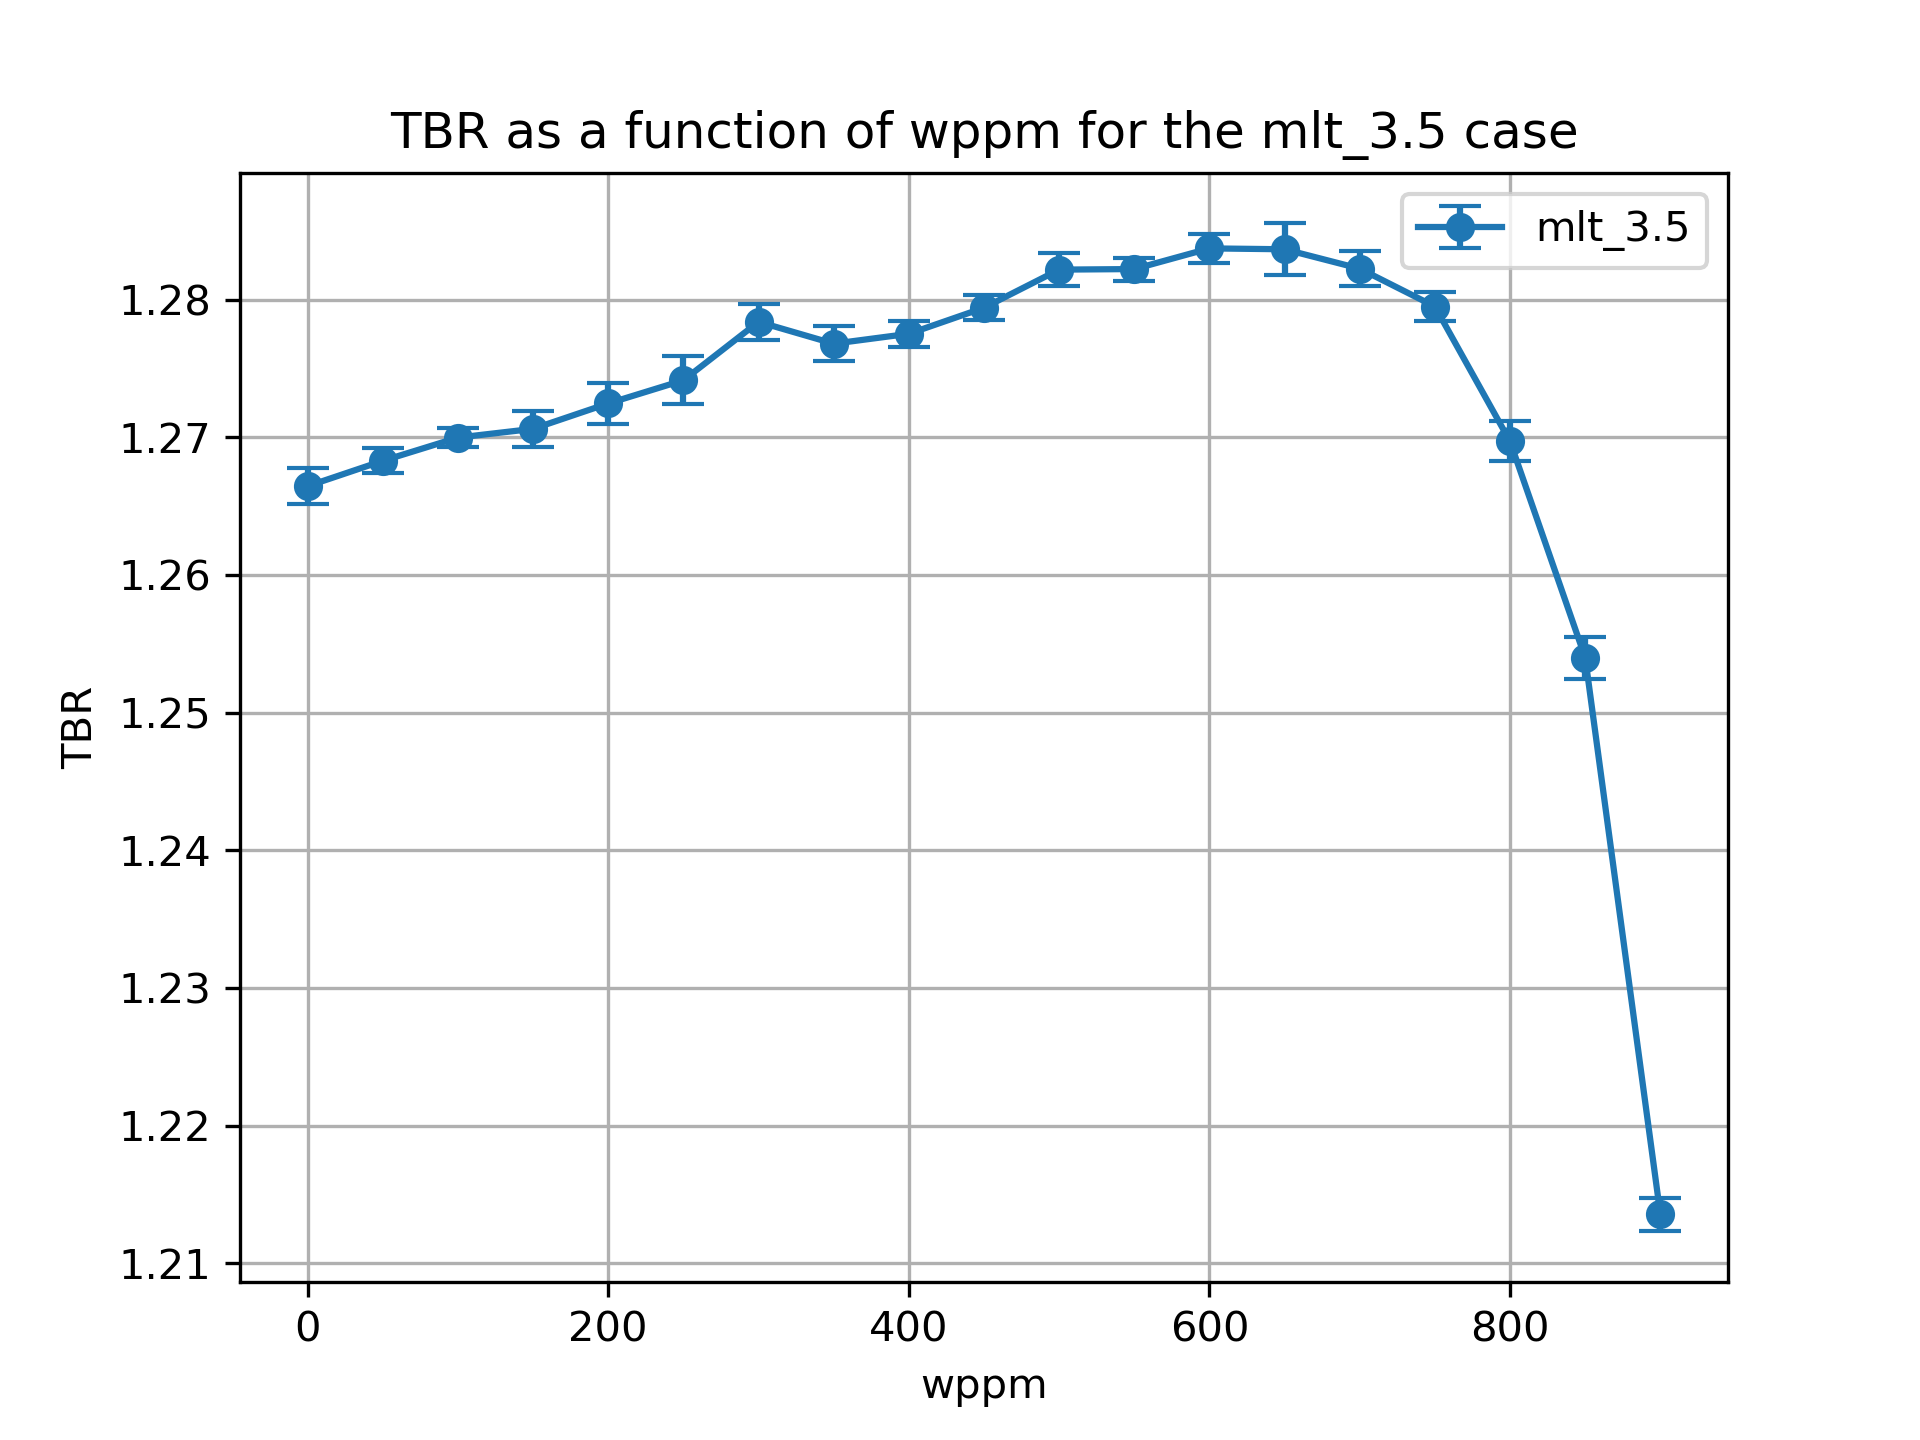 TBR as a function of wppm for the mlt_3.5 case
mlt_3.5
1.28
1.27
1.26
1.25
1.24
1.23
1.22
1.21
TBR
0 200 400 600 800
wppm